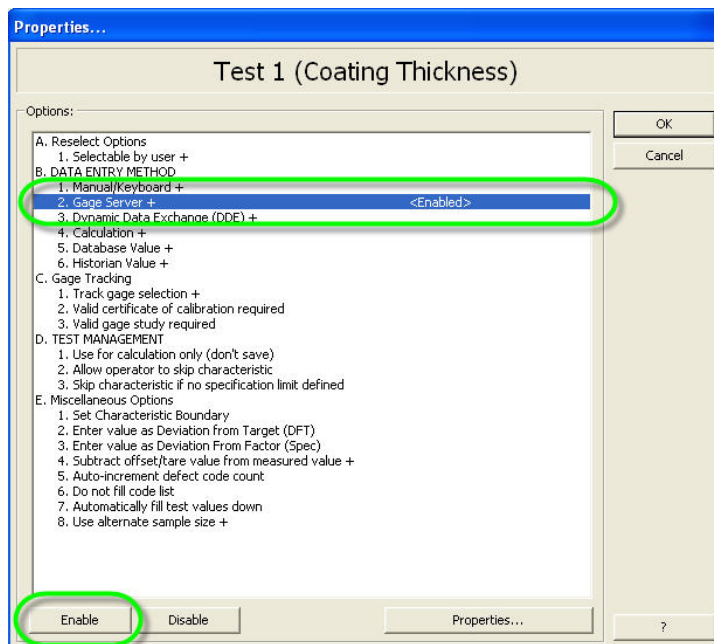 Properties...
Test 1 (Coating Thickness)
Options:
A. Reselect Options
1. Selectable by user +
B. DATA ENTRY METHOD
1. Manual/Keyboard +
2. Gage Server + <Enabled>
3. Dynamic Data Exchange (DDE) +
4. Calculation +
5. Database Value +
6. Historian Value +
C. Gage Tracking
1. Track gage selection +
2. Valid certificate of calibration required
3. Valid gage study required
D. TEST MANAGEMENT
1. Use for calculation only (don't save)
2. Allow operator to skip characteristic
3. Skip characteristic if no specification limit defined
E. Miscellaneous Options
1. Set Characteristic Boundary
2. Enter value as Deviation from Target (DFT)
3. Enter value as Deviation From Factor (Spec)
4. Subtract offset/tare value from measured value +
5. Auto-increment defect code count
6. Do not fill code list
7. Automatically fill test values down
8. Use alternate sample size +
OK
Cancel
Enable Disable Properties... ?